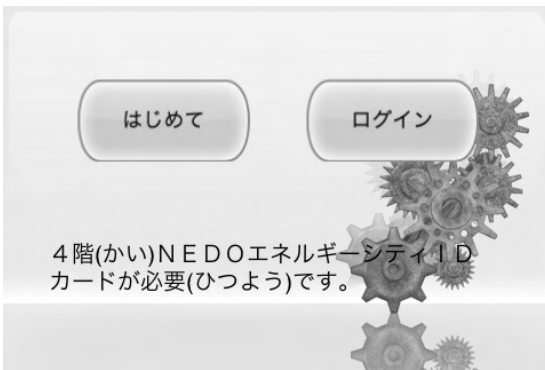 はじめて
ログイン
４階(かい)ＮＥＤＯエネルギーシティＩＤ
カードが必要(ひつよう)です。